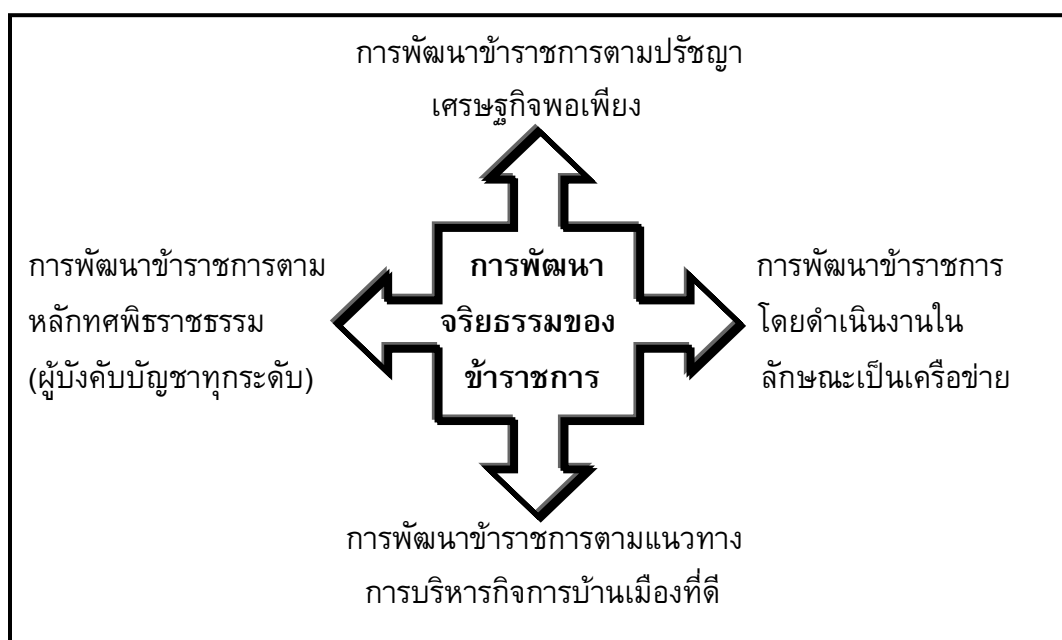 การพัฒนาข้าราชการตามปรัชญา
เศรษฐกิจพอเพียง
การพัฒนาข้าราชการตาม
หลักทศพิธราชธรรม
(ผู้บังคับบัญชาทุกระดับ)
การพัฒนา
จริยธรรมของ
ข้าราชการ
การพัฒนาข้าราชการ
โดยดำเนินงานใน
ลักษณะเป็นเครือข่าย
การพัฒนาข้าราชการตามแนวทาง
การบริหารกิจการบ้านเมืองที่ดี